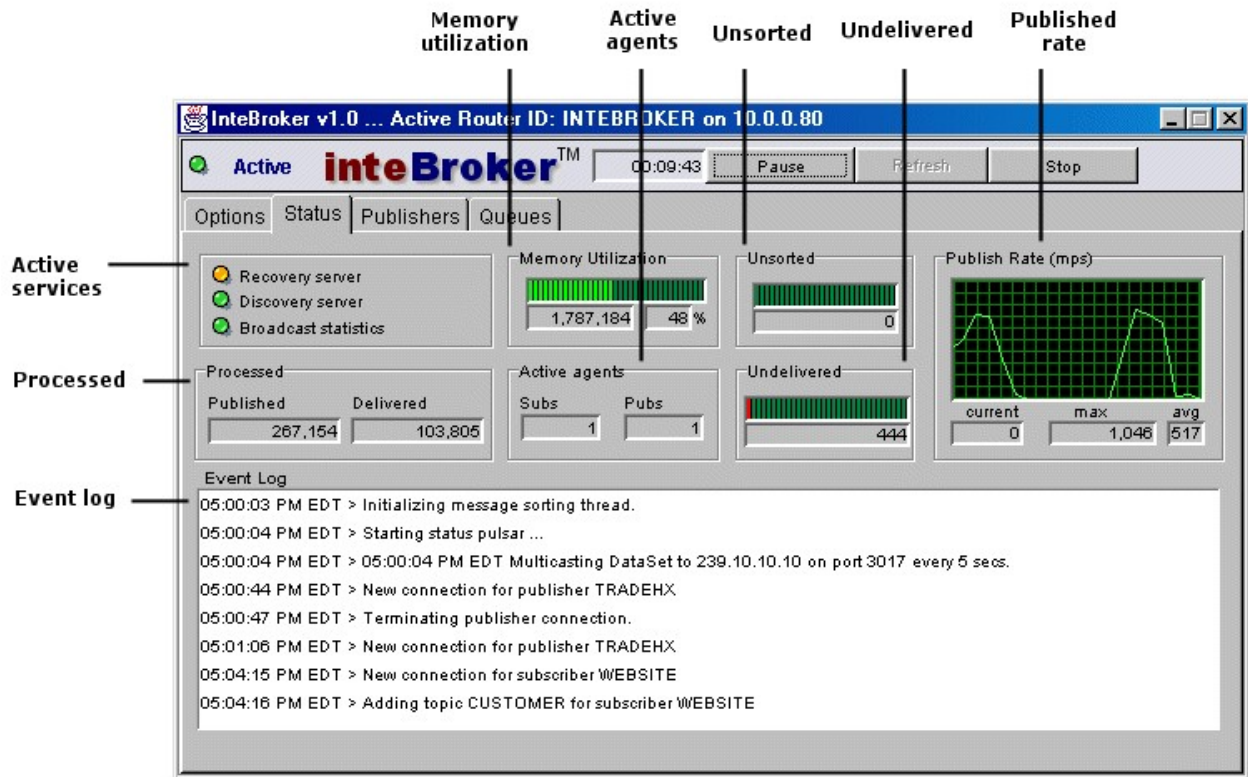 Memory
utilization
Active
agents
Unsorted
Undelivered
Published
rate
InteBroker v1.0 ... Active Router ID: INTEBROKER on 10.0.0.80
Active inteBroker™ 00:09:43 Pause Refresh Stop
Options Status Publishers Queues
Active
services
Recovery server
Discovery server
Broadcast statistics
Memory Utilization
1,787,184 48 %
Unsorted
0
Publish Rate (mps)
current max avg
0 1,046 517
Processed
Processed
Published Delivered
267,154 103,805
Active agents
Subs Pubs
1 1
Undelivered
444
Event log
Event Log
05:00:03 PM EDT > Initializing message sorting thread.
05:00:04 PM EDT > Starting status pulsar ...
05:00:04 PM EDT > 05:00:04 PM EDT Multicasting DataSet to 239.10.10.10 on port 3017 every 5 secs.
05:00:44 PM EDT > New connection for publisher TRADEHX
05:00:47 PM EDT > Terminating publisher connection.
05:01:06 PM EDT > New connection for publisher TRADEHX
05:04:15 PM EDT > New connection for subscriber WEBSITE
05:04:16 PM EDT > Adding topic CUSTOMER for subscriber WEBSITE